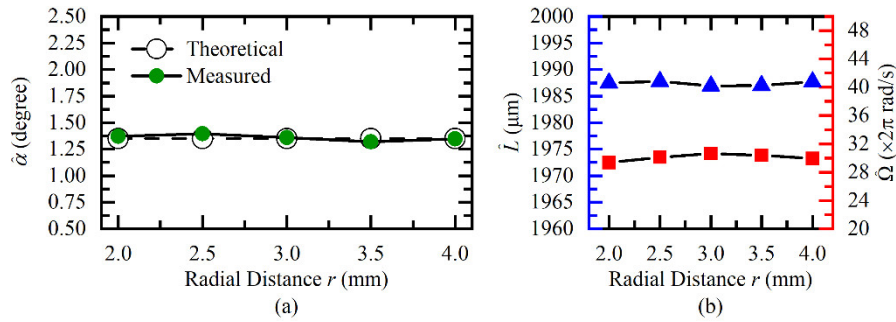 2.50
2.25
2.00
1.75
1.50
1.25
1.00
0.75
0.50
α̂ (degree)
Theoretical
Measured
2.0 2.5 3.0 3.5 4.0
Radial Distance r (mm)
(a)
2000
1995
1990
1985
1980
1975
1970
1965
1960
L̂ (μm)
48
44
40
36
32
28
24
20
Ω̂ (×2π rad/s)
2.0 2.5 3.0 3.5 4.0
Radial Distance r (mm)
(b)